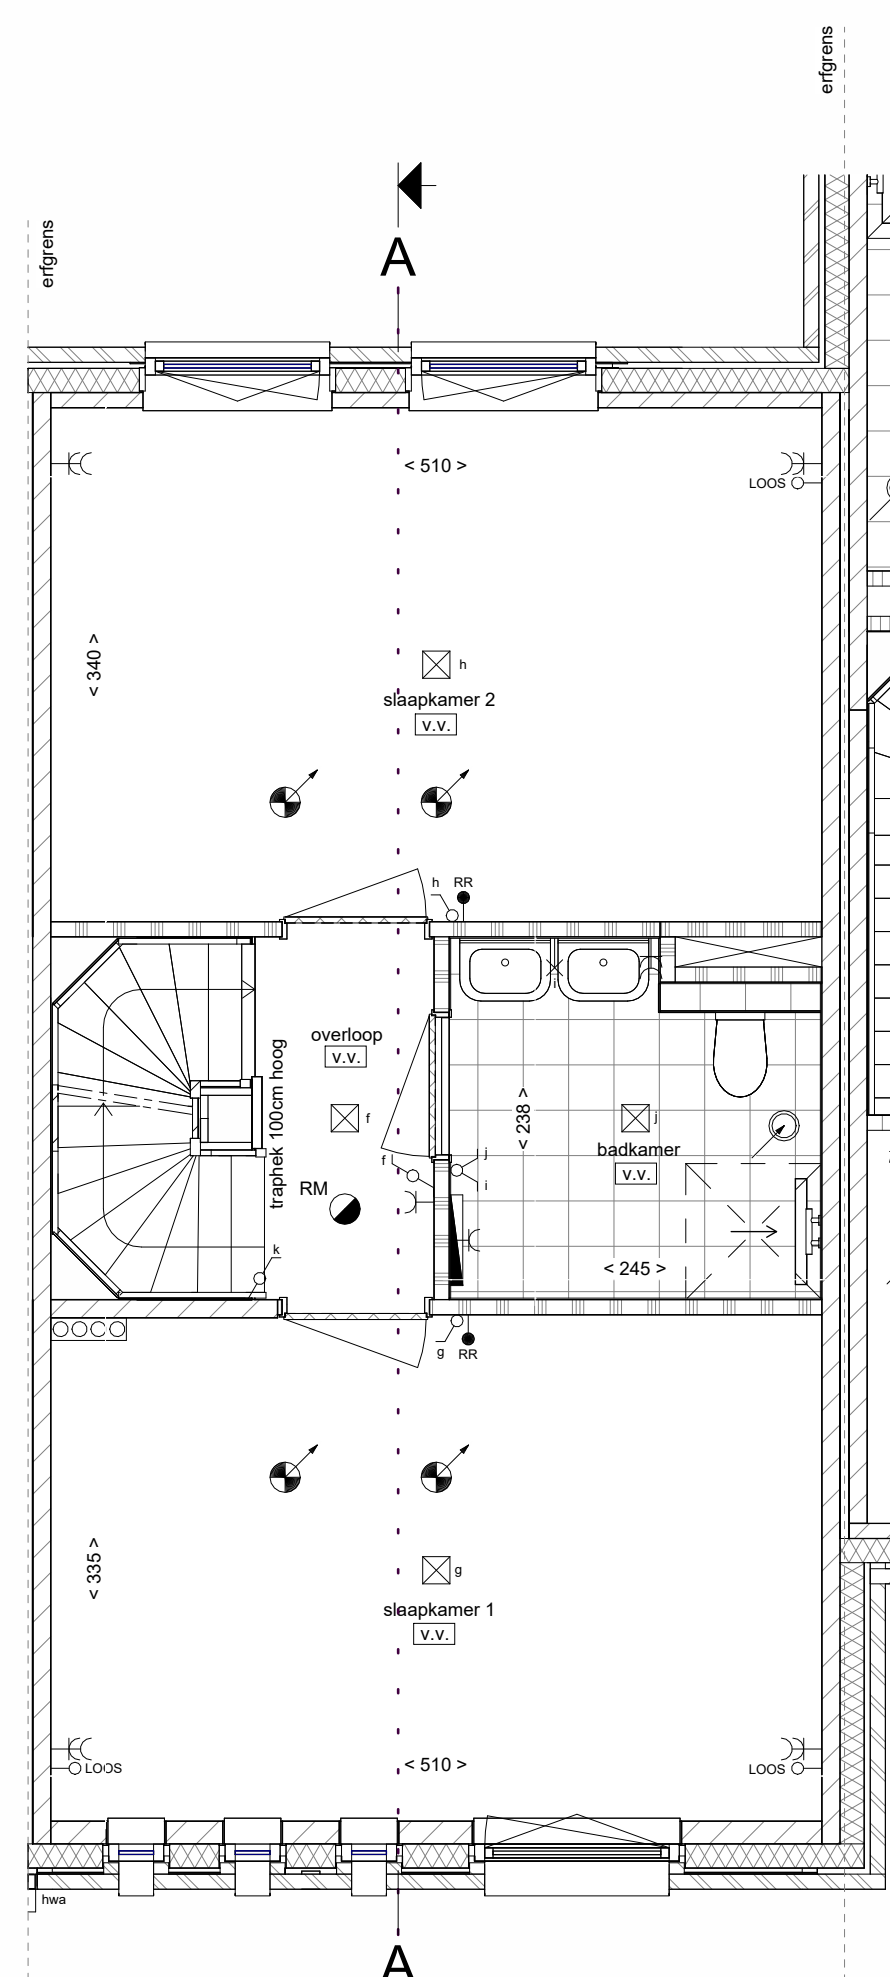 erfgrens
erfgrens
A
< 510 >
LOOS
< 340 >
h
slaapkamer 2
v.v.
h
RR
overloop
v.v.
i
traphek 100cm hoog
f
< 238 >
j
badkamer
v.v.
f
j
i
RM
k
< 245 >
g
RR
< 335 >
g
slaapkamer 1
v.v.
LOOS
< 510 >
LOOS
hwa
A